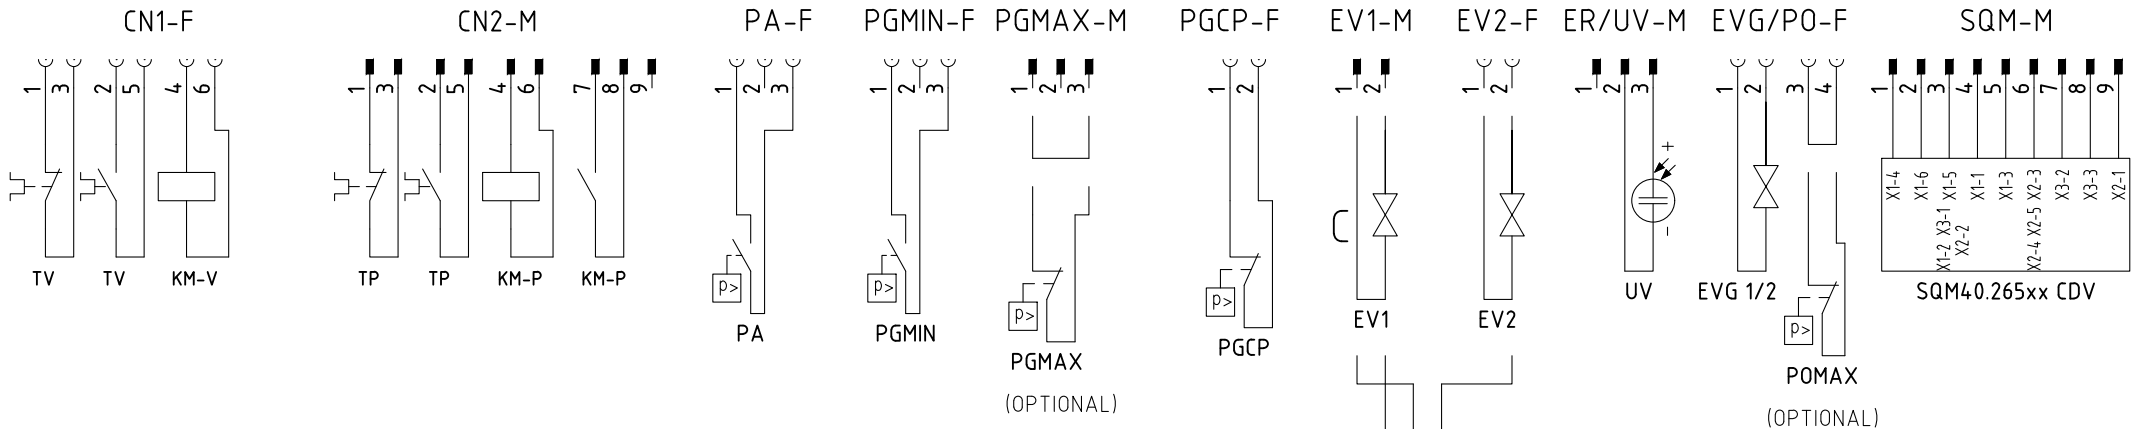 CN1-F CN2-M PA-F PGMIN-F PGMAX-M PGCP-F EV1-M EV2-F ER/UV-M EVG/PO-F SQM-M
1 3 2 5 4 6 1 3 2 5 4 6 7 8 9 1 2 3 1 2 3 1 2 3 1 2 1 2 1 2 1 2 3 1 2 3 4 1 2 3 4 5 6 7 8 9
+
X1-4 X1-6 X1-5 X1-1 X1-3 X2-3 X3-2 X3-3 X2-1
X1-2 X3-1 X2-2 X2-4 X2-5
-
TV TV KM-V TP TP KM-P KM-P
p> p> p> p> p>
UV EVG 1/2 SQM40.265xx CDV
PA PGMIN PGMAX PGCP EV1 EV2 POMAX
(OPTIONAL) (OPTIONAL)